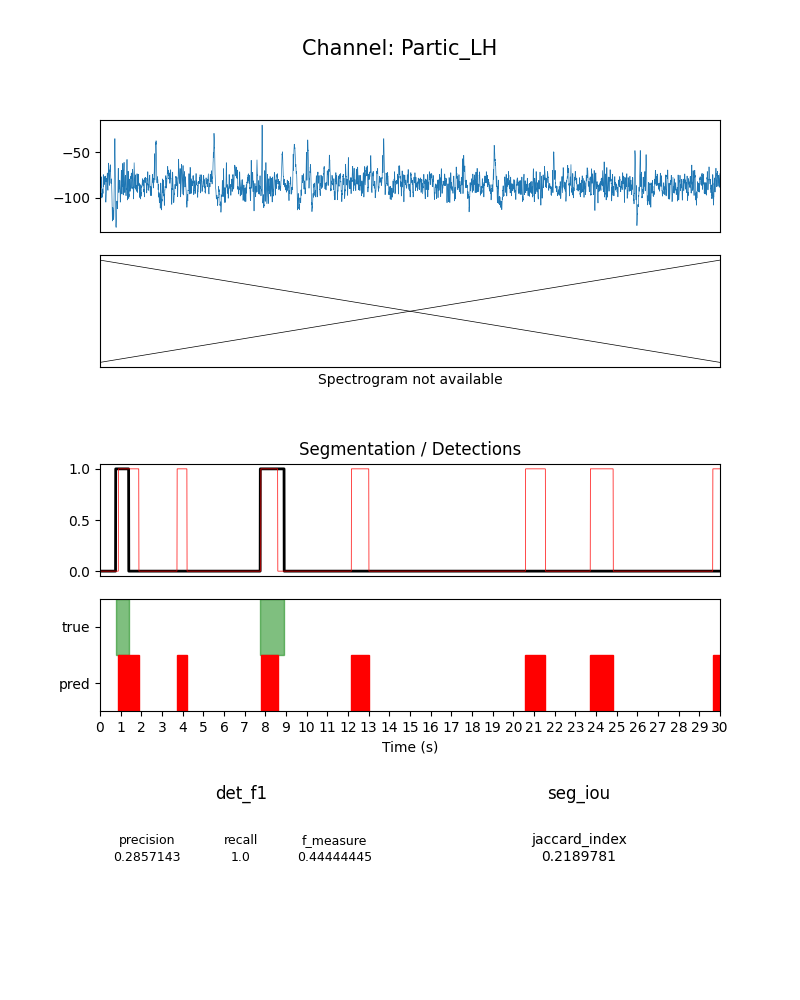 Channel: Partic_LH
−50
−100
Spectrogram not available
Segmentation / Detections
1.0
0.5
0.0
true
pred
0 1 2 3 4 5 6 7 8 9 10 11 12 13 14 15 16 17 18 19 20 21 22 23 24 25 26 27 28 29 30
Time (s)
det_f1 seg_iou
precision recall f_measure jaccard_index
0.2857143 1.0 0.44444445 0.2189781